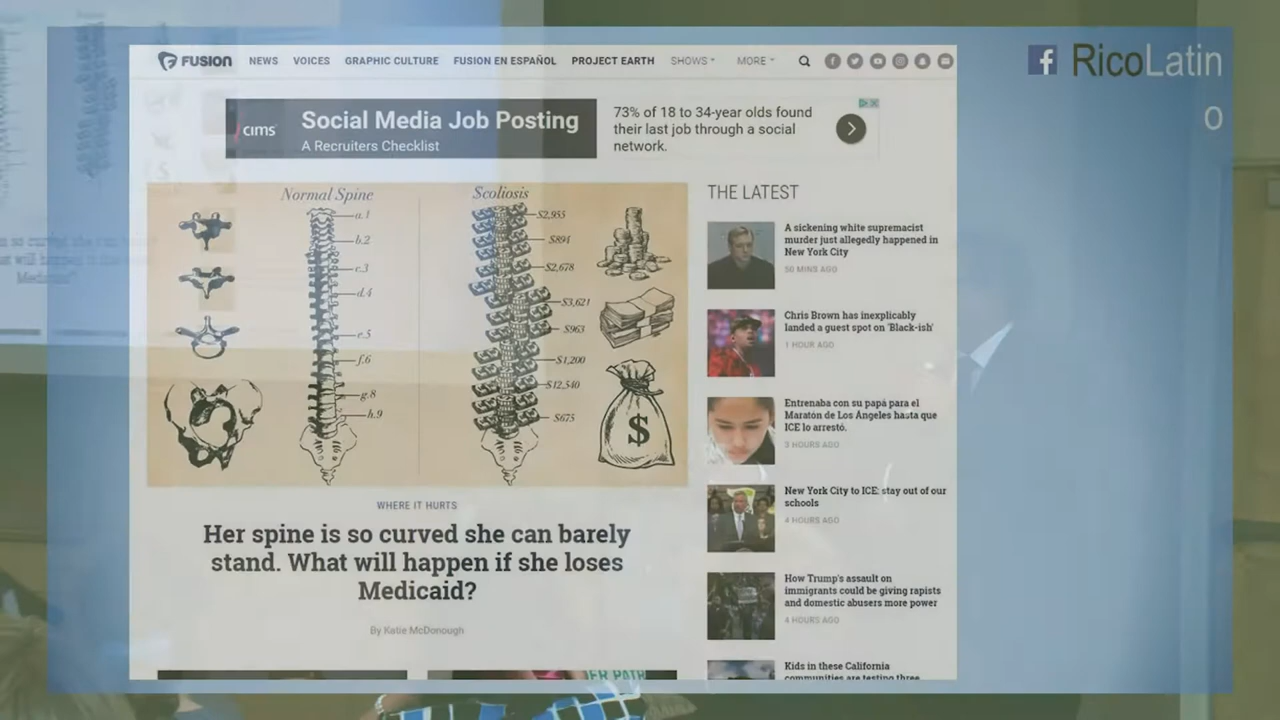 FUSION
NEWS VOICES GRAPHIC CULTURE FUSION EN ESPAÑOL PROJECT EARTH SHOWS MORE
RicoLatin
o
cims
Social Media Job Posting
A Recruiters Checklist
73% of 18 to 34-year olds found
their last job through a social
network.
Normal Spine
a.1
b.2
c.3
d.4
e.5
f.6
g.8
h.9
Scoliosis
$2,955
$894
$2,678
$3,621
$963
$1,200
$12,540
$675
$
WHERE IT HURTS
Her spine is so curved she can barely
stand. What will happen if she loses
Medicaid?
By Katie McDonough
THE LATEST
A sickening white supremacist
murder just allegedly happened in
New York City
50 MINS AGO
Chris Brown has inexplicably
landed a guest spot on 'Black-ish'
1 HOUR AGO
Entrenaba con su papá para el
Maratón de Los Ángeles hasta que
ICE lo arrestó.
3 HOURS AGO
New York City to ICE: stay out of our
schools
4 HOURS AGO
How Trump's assault on
immigrants could be giving rapists
and domestic abusers more power
4 HOURS AGO
Kids in these California
communities are testing three